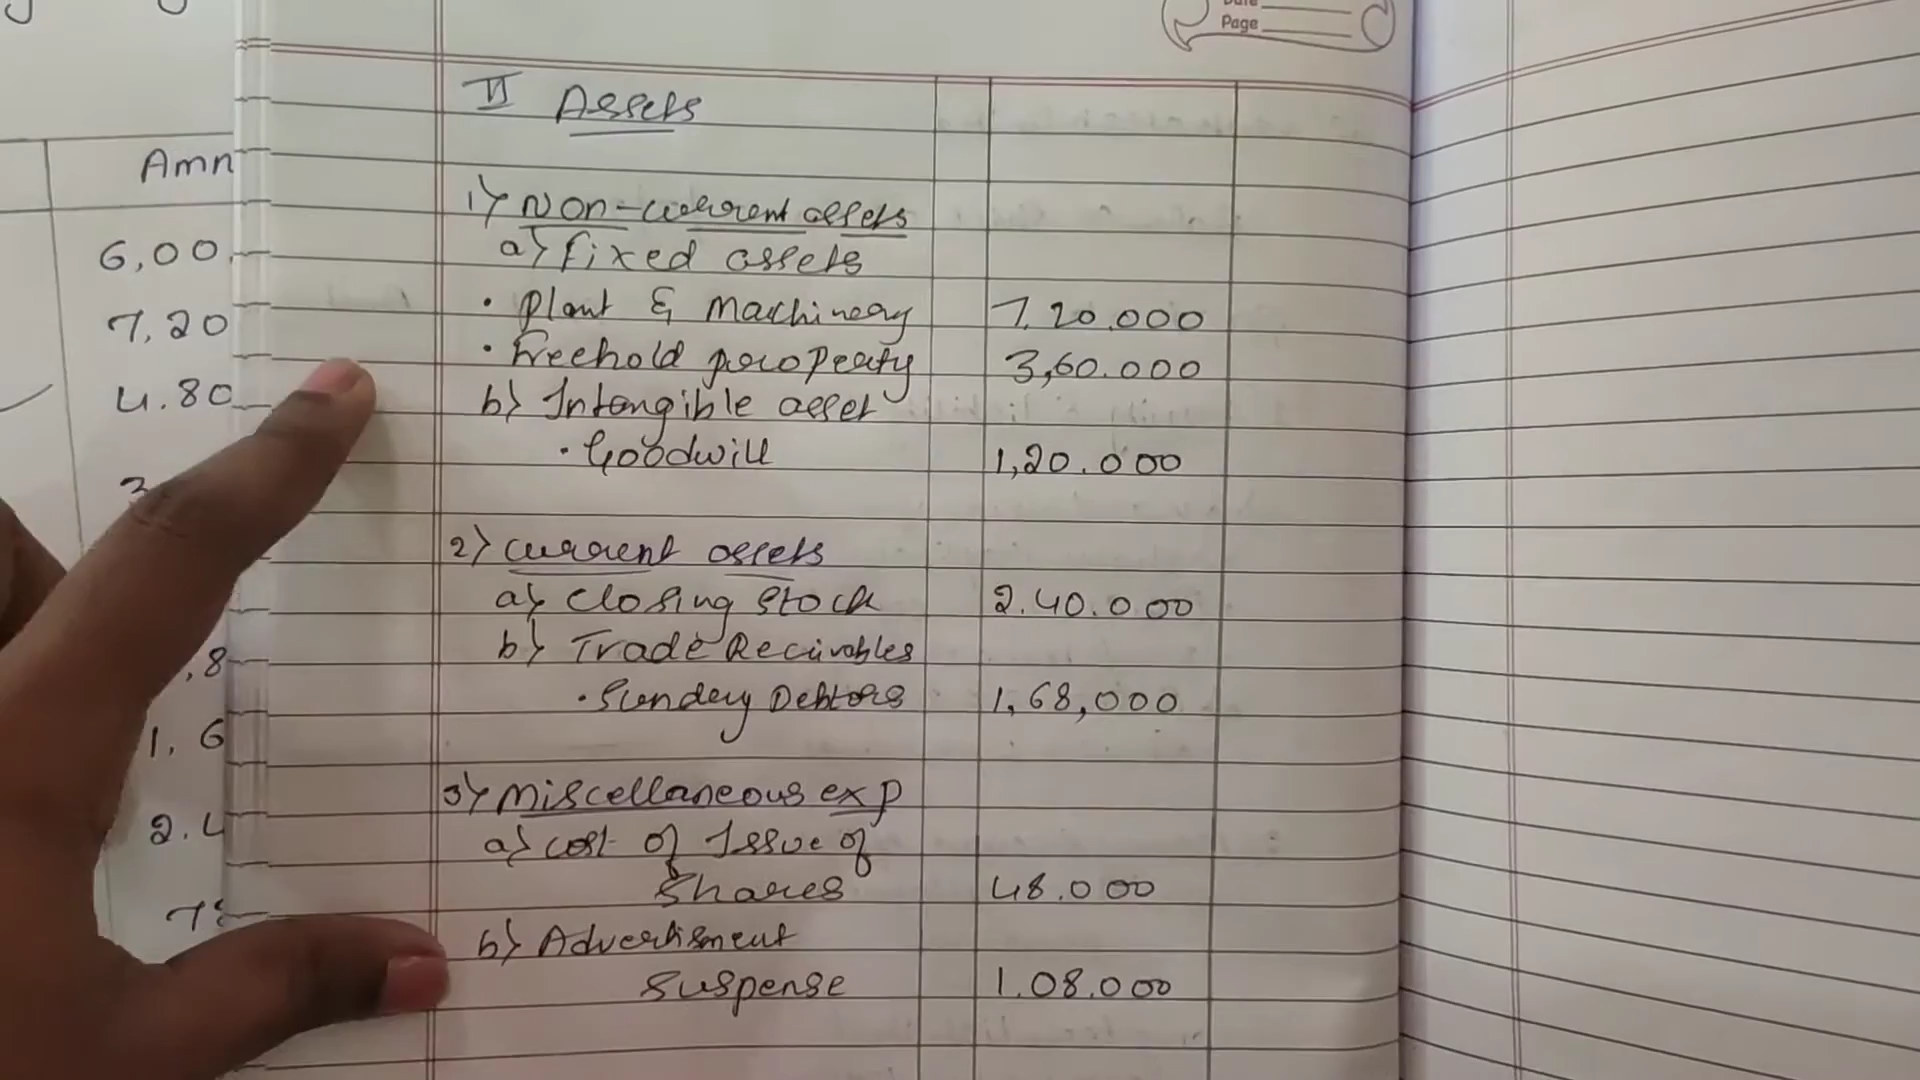 Page
Amn
6,00
7,20
4.80
3
,8
1,6
2.4
78
II Assets
1) Non-current assets
a) Fixed assets
• Plant & Machinery 7,20.000
• Freehold property 3,60.000
b) Intangible asset
• Goodwill 1,20.000
2) Current assets
a) Closing Stock 2.40.000
b) Trade Recivables
• Sundry Debtors 1,68,000
3) Miscellaneous exp
a) cost of Issue of
Shares 48.000
b) Advertisment
Suspense 1.08.000